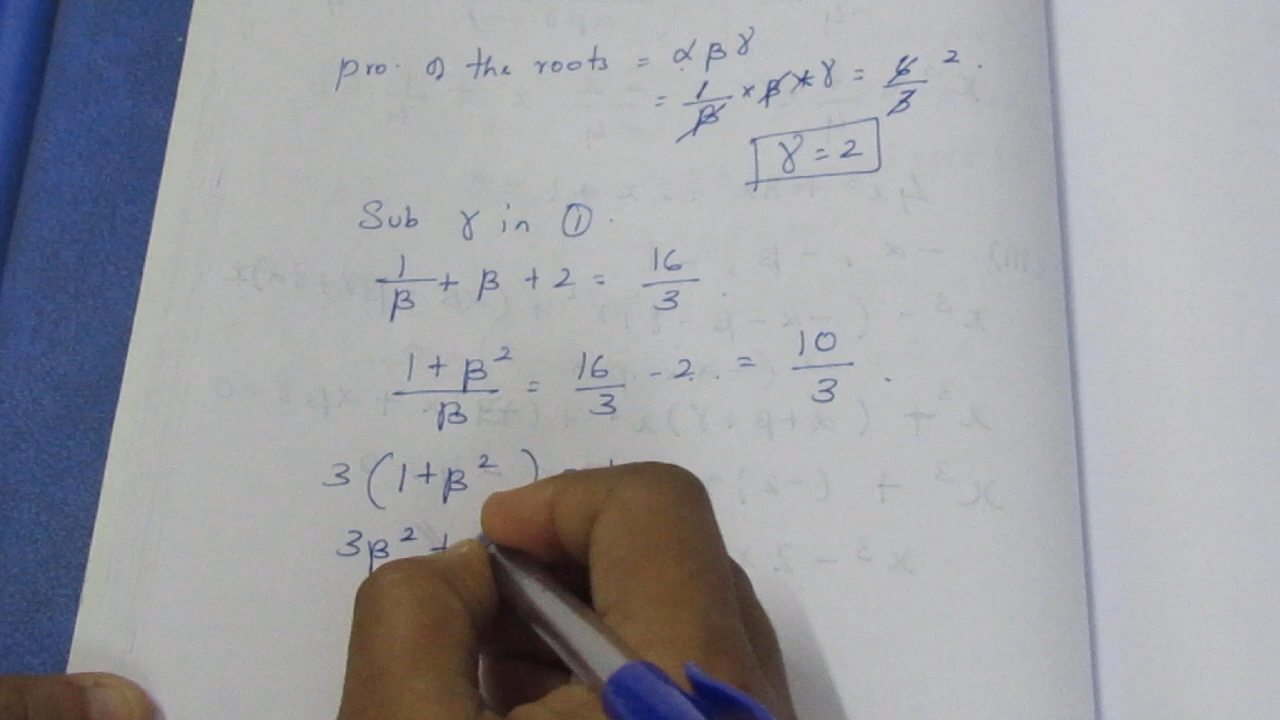 pro. of the roots = αβγ
= 1/β × β × γ = 6/3 2.
γ = 2
Sub γ in ①.
1/β + β + 2 = 16/3
(1 + β²)/β = 16/3 - 2. = 10/3.
3(1+β²) =
3β² +